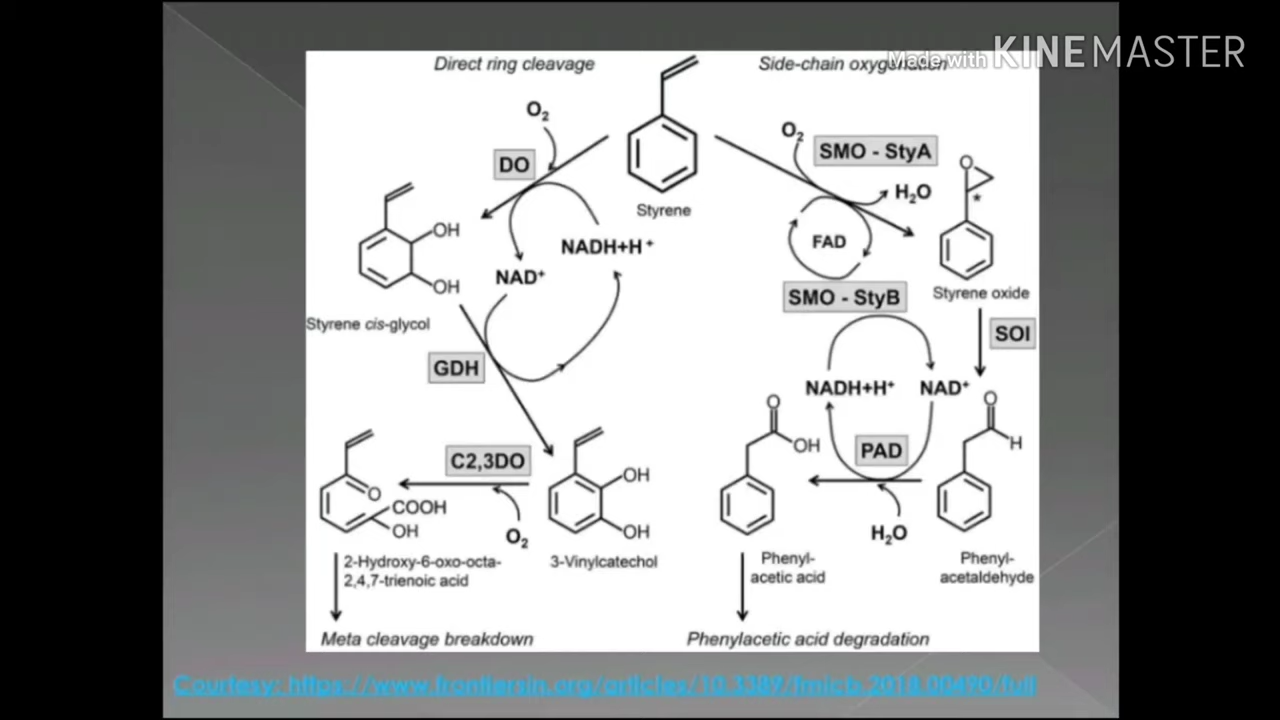 Made with KINEMASTER
Direct ring cleavage
Side-chain oxygenation
O₂
DO
Styrene
O₂
SMO - StyA
H₂O
O
*
FAD
SMO - StyB
Styrene oxide
OH
OH
Styrene cis-glycol
NADH+H⁺
NAD⁺
GDH
SOI
NADH+H⁺
NAD⁺
O
OH
PAD
O
H
H₂O
Phenyl-
acetic acid
Phenyl-
acetaldehyde
C2,3DO
O₂
OH
OH
3-Vinylcatechol
O
COOH
OH
2-Hydroxy-6-oxo-octa-
2,4,7-trienoic acid
Meta cleavage breakdown
Phenylacetic acid degradation
Courtesy: https://www.frontiersin.org/articles/10.3389/fmicb.2018.00490/full